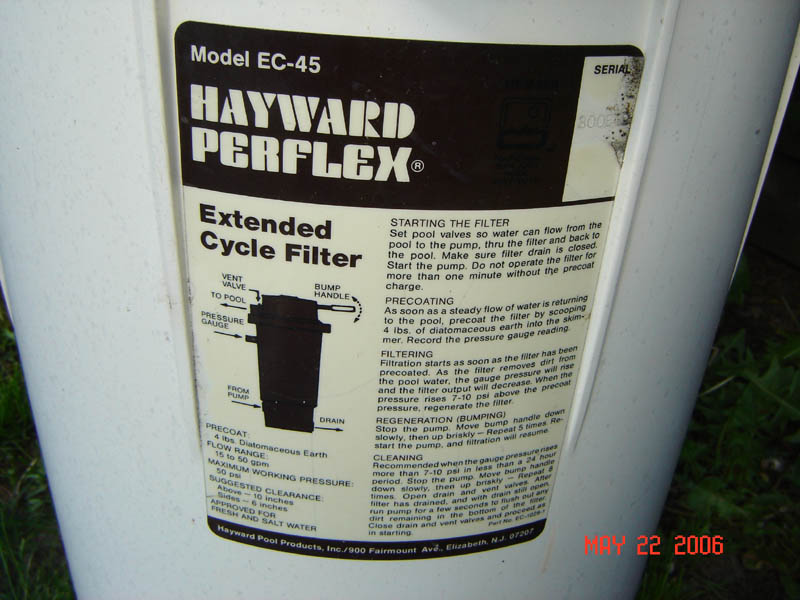 Model EC-45
SERIAL
HAYWARD
PERFLEX®
Extended
Cycle Filter
VENT
VALVE
BUMP
HANDLE
TO POOL
PRESSURE
GAUGE
FROM
PUMP
DRAIN
PRECOAT:
4 lbs. Diatomaceous Earth
FLOW RANGE:
15 to 50 gpm
MAXIMUM WORKING PRESSURE:
50 psi
SUGGESTED CLEARANCE:
Above — 10 inches
Sides — 6 inches
APPROVED FOR
FRESH AND SALT WATER
STARTING THE FILTER
Set pool valves so water can flow from the
pool to the pump, thru the filter and back to
the pool. Make sure filter drain is closed.
Start the pump. Do not operate the filter for
more than one minute without the precoat
charge.
PRECOATING
As soon as a steady flow of water is returning
to the pool, precoat the filter by scooping
4 lbs. of diatomaceous earth into the skim-
mer. Record the pressure gauge reading.
FILTERING
Filtration starts as soon as the filter has been
precoated. As the filter removes dirt from
the pool water, the gauge pressure will rise
and the filter output will decrease. When the
pressure rises 7-10 psi above the precoat
pressure, regenerate the filter.
REGENERATION (BUMPING)
Stop the pump. Move bump handle down
slowly, then up briskly — Repeat 5 times. Re-
start the pump, and filtration will resume.
CLEANING
Recommended when the gauge pressure rises
more than 7-10 psi in less than a 24 hour
period. Stop the pump. Move bump handle
down slowly, then up briskly — Repeat 5
times. Open drain and vent valves. After
filter has drained, and with drain still open,
run pump for a few seconds to flush out any
dirt remaining in the bottom of the filter.
Close drain and vent valves and proceed as
in starting.
Hayward Pool Products, Inc./900 Fairmount Ave., Elizabeth, N.J. 07207
MAY 22 2006